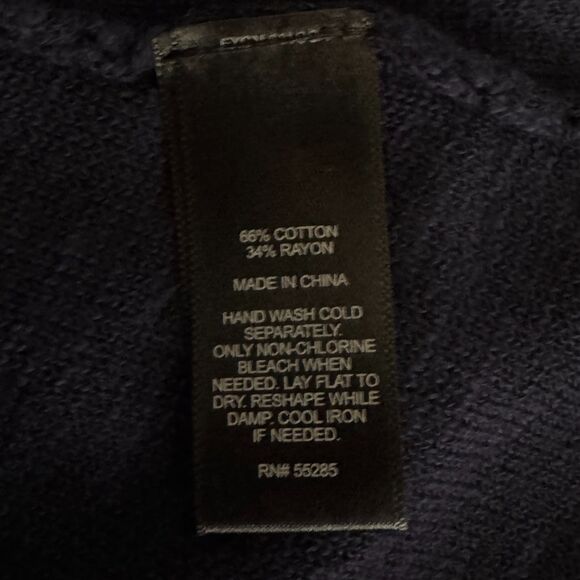 66% COTTON
34% RAYON
MADE IN CHINA
HAND WASH COLD
SEPARATELY.
ONLY NON-CHLORINE
BLEACH WHEN
NEEDED. LAY FLAT TO
DRY. RESHAPE WHILE
DAMP. COOL IRON
IF NEEDED.
RN# 55285